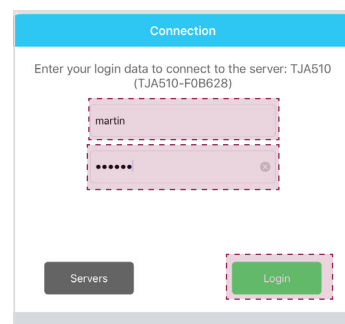 Connection
Enter your login data to connect to the server: TJA510
(TJA510-F0B628)
martin
••••••
Servers
Login